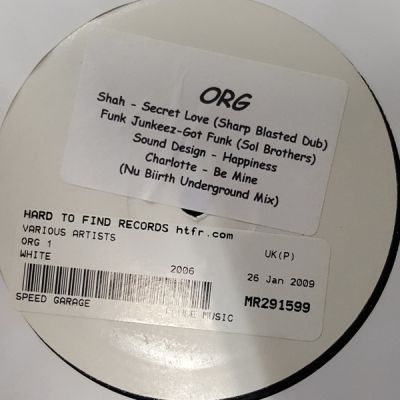 ORG
Shah - Secret Love (Sharp Blasted Dub)
Funk Junkeez-Got Funk (Sol Brothers)
Sound Design - Happiness
Charlotte - Be Mine
(Nu Biirth Underground Mix)
HARD TO FIND RECORDS htfr.com
VARIOUS ARTISTS
ORG 1
UK(P)
WHITE
2006
26 Jan 2009
MR291599
SPEED GARAGE
MUSIC